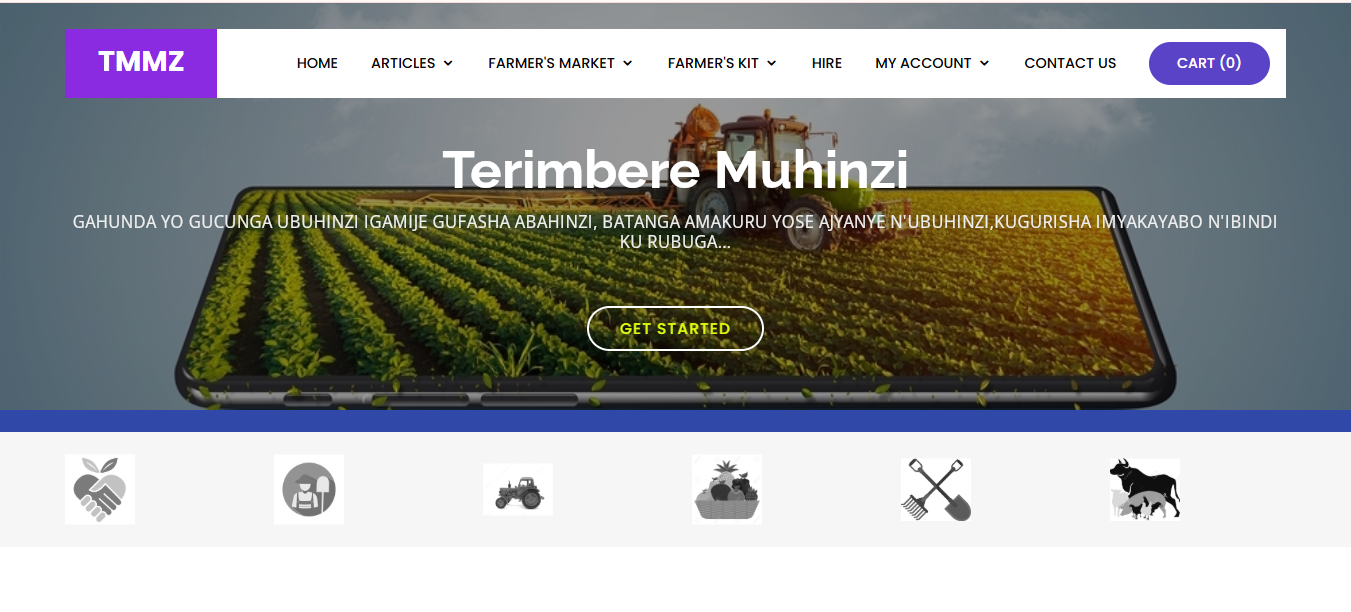 TMMZ
HOME
ARTICLES
FARMER'S MARKET
FARMER'S KIT
HIRE
MY ACCOUNT
CONTACT US
CART (0)
Terimbere Muhinzi
GAHUNDA YO GUCUNGA UBUHINZI IGAMIJE GUFASHA ABAHINZI, BATANGA AMAKURU YOSE AJYANYE N'UBUHINZI,KUGURISHA IMYAKAYABO N'IBINDI
KU RUBUGA...
GET STARTED